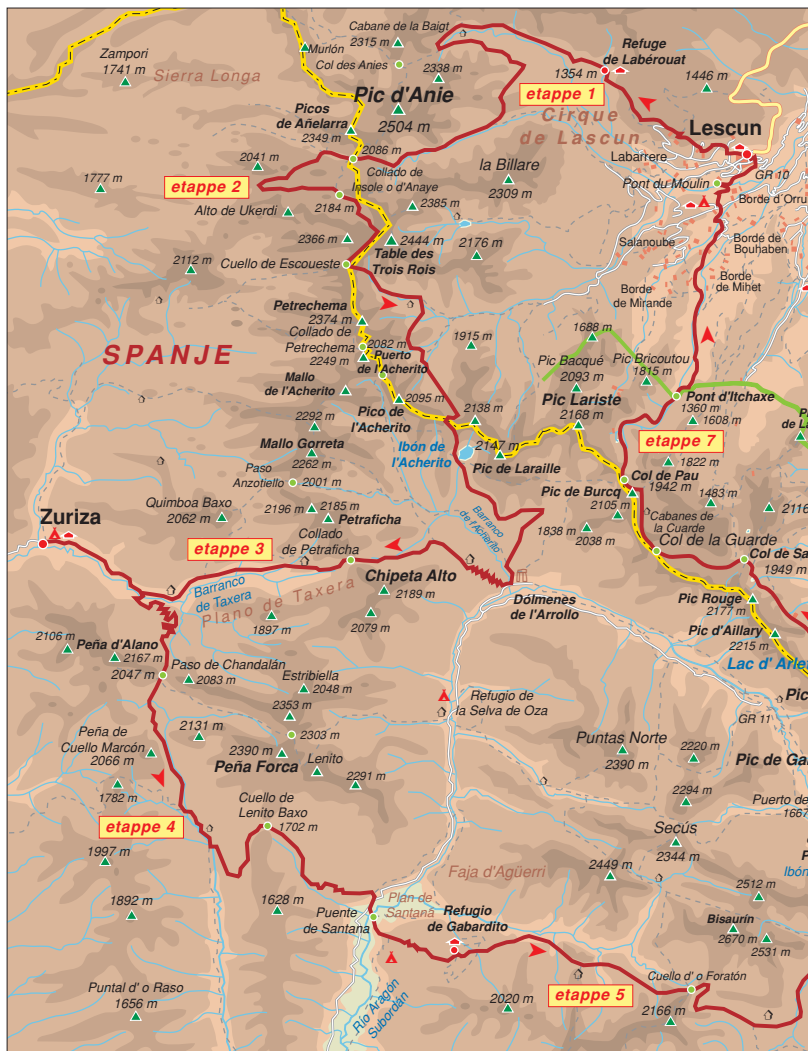 Cabane de la Baigt
2315 m
Murlón
Col des Anies
Zampori
1741 m
Sierra Longa
2338 m
Pic d'Anie
2504 m
Refuge
de Labérouat
1354 m
etappe 1
1446 m
Cirque
de Lascun
Lescun
Labarrere
GR 10
Pont du Moulin
Borde d'Orru
Picos
de Añelarra
2349 m
2086 m
2041 m
Collado de
Insole o d'Anaye
la Billare
2309 m
1777 m
etappe 2
Alto de Ukerdi
2184 m
2385 m
2366 m
2444 m
Table des
Trois Rois
2176 m
Salanoube
Borde de
Bouhaben
Borde
de Mihet
Borde
de Mirande
2112 m
Cuello de Escoueste
Petrechema
2374 m
Collado de
Petrechema
2082 m
2249 m
Puerto
de l'Acherito
1915 m
1688 m
Pic Bacqué
2093 m
Pic Bricoutou
1815 m
SPANJE
Mallo
de l'Acherito
2095 m
Pico de
l'Acherito
2138 m
Pic Lariste
2168 m
Pont d'Itchaxe
1360 m
1608 m
etappe 7
2292 m
Mallo Gorreta
2262 m
Ibón de
l'Acherito
2147 m
Pic de Laraille
1822 m
Paso
Anzotiello
2001 m
Col de Pau
1942 m
Pic de Burcq
2105 m
1483 m
2116
Quimboa Baxo
2062 m
2196 m
2185 m
Petraficha
Barranco
de l'Acherito
1838 m
2038 m
Cabanes de
la Cuarde
Zuriza
etappe 3
Collado
de Petraficha
Col de la Guarde
Col de Sa
1949 m
Barranco
de Taxera
Plano de Taxera
Chipeta Alto
2189 m
Dólmenes
de l'Arrollo
Pic Rouge
2177 m
1897 m
2079 m
Pic d'Aillary
2215 m
2106 m
Peña d'Alano
2167 m
2047 m
Paso de Chandalán
2083 m
Estribiella
2048 m
Lac d' Arlet
Refugio de
la Selva de Oza
GR 11
2353 m
2303 m
2131 m
Peña de
Cuello Marcón
2066 m
2390 m
Peña Forca
Lenito
2291 m
Puntas Norte
2390 m
2220 m
Pic de Ga
1782 m
2294 m
Puerto de
1667
etappe 4
Cuello de
Lenito Baxo
1702 m
Secús
2344 m
1997 m
Faja d'Agüerri
2449 m
Ibón
2512 m
1892 m
1628 m
Puente
de Santana
Plan de
Santana
Refugio
de Gabardito
Bisaurín
2670 m
2531 m
Cuello d' o Foratón
Puntal d' o Raso
1656 m
Río Aragón
Subordán
2020 m
etappe 5
2166 m